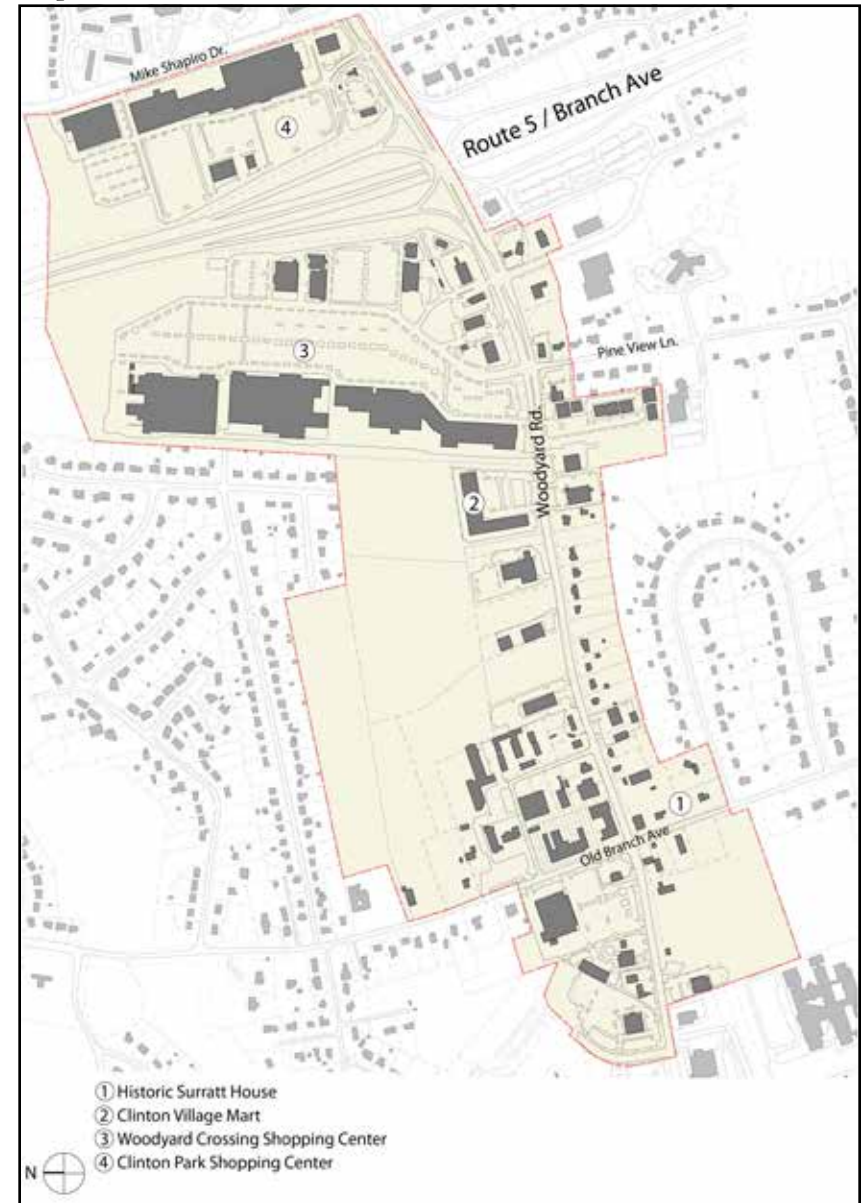 Mike Shapiro Dr.
Route 5 / Branch Ave
4
3
Pine View Ln.
Woodyard Rd.
2
1
Old Branch Ave
1 Historic Surratt House
2 Clinton Village Mart
3 Woodyard Crossing Shopping Center
4 Clinton Park Shopping Center
N